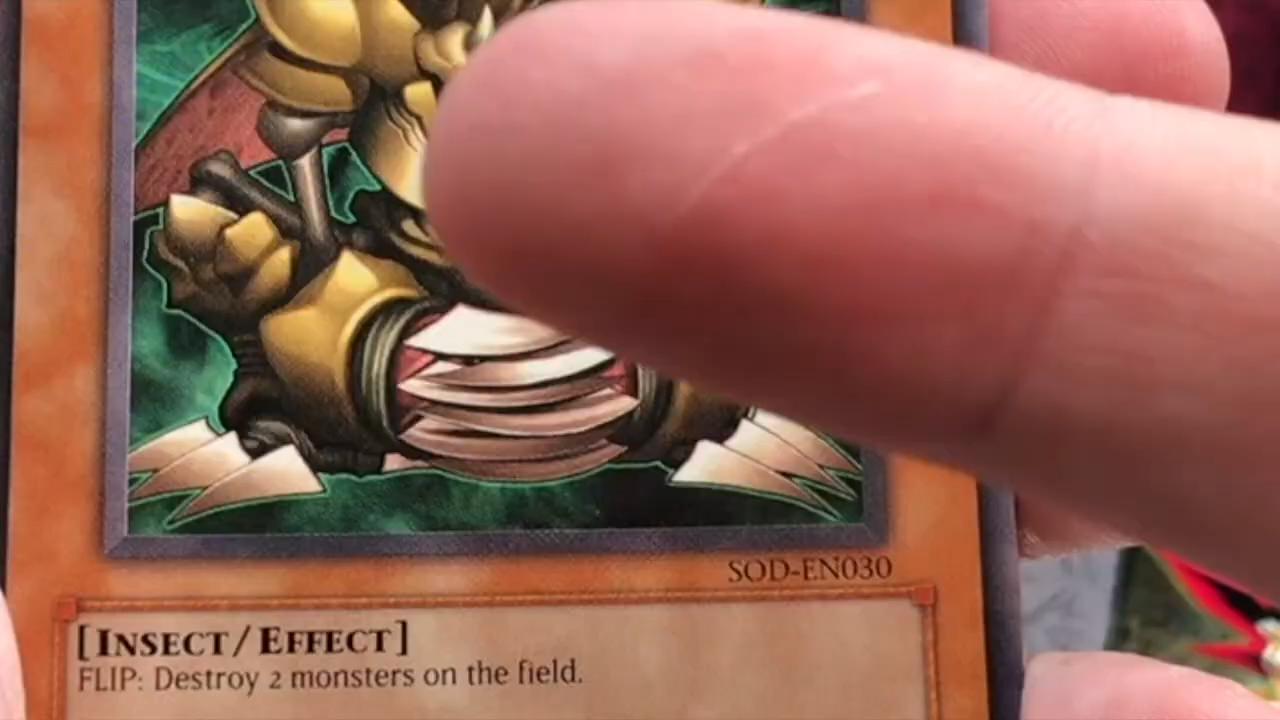 SOD-EN030
[INSECT/EFFECT]
FLIP: Destroy 2 monsters on the field.